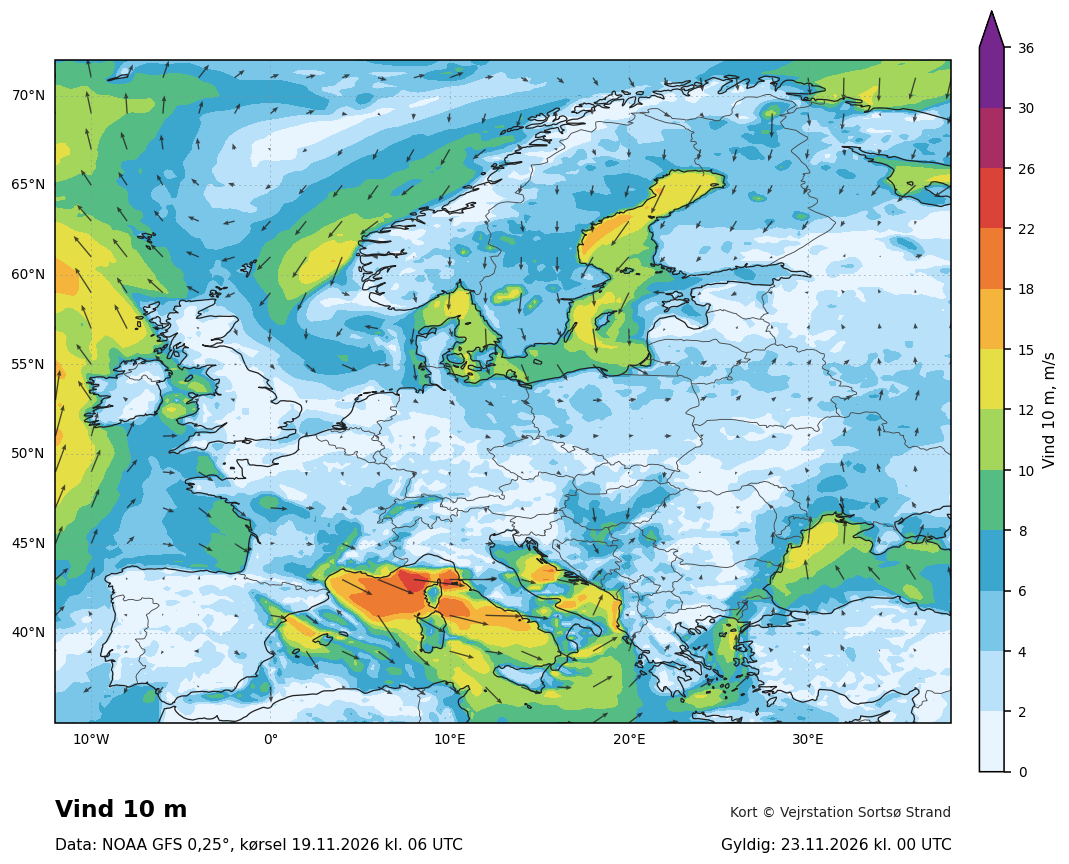 36
30
26
22
18
15
12
10
8
6
4
2
0
Vind 10 m, m/s
70°N
65°N
60°N
55°N
50°N
45°N
40°N
10°W
0°
10°E
20°E
30°E
Vind 10 m
Kort © Vejrstation Sortsø Strand
Data: NOAA GFS 0,25°, kørsel 19.11.2026 kl. 06 UTC
Gyldig: 23.11.2026 kl. 00 UTC